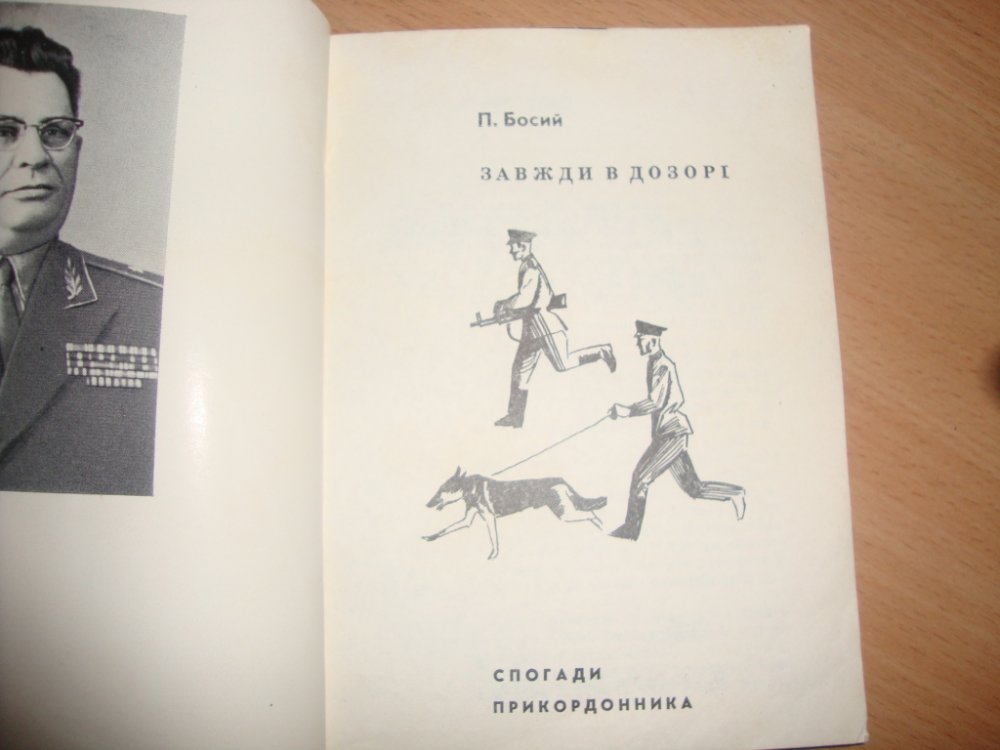 П. Босий
ЗАВЖДИ В ДОЗОРІ
СПОГАДИ
ПРИКОРДОННИКА